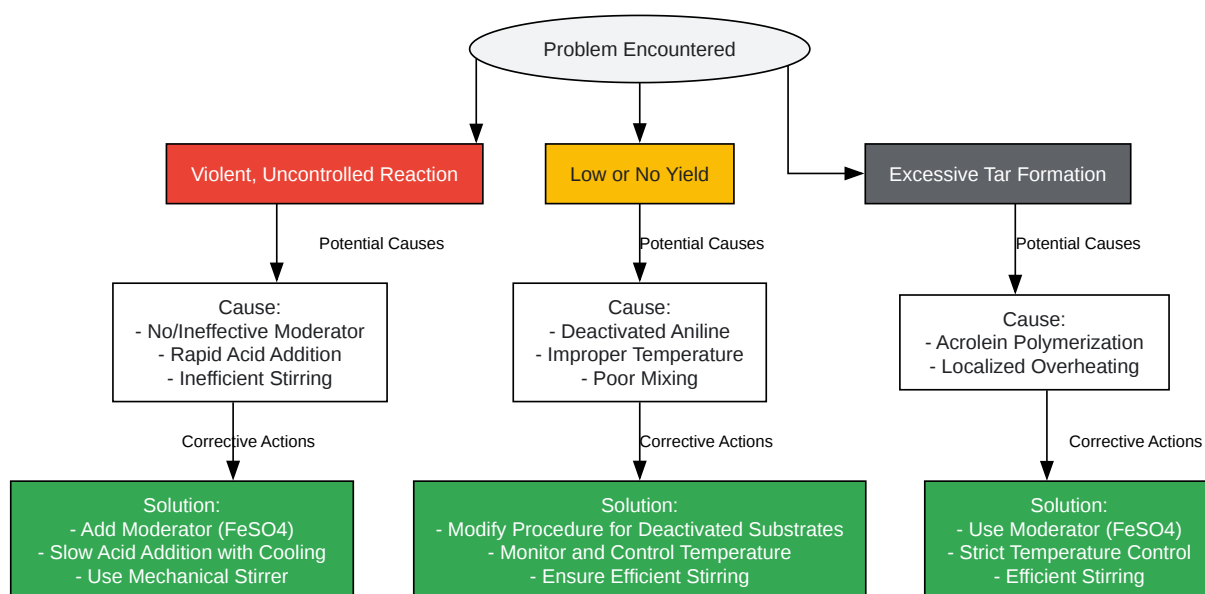 Problem Encountered
Violent, Uncontrolled Reaction
Low or No Yield
Excessive Tar Formation
Potential Causes
Potential Causes
Potential Causes
Cause:
- No/Ineffective Moderator
- Rapid Acid Addition
- Inefficient Stirring
Cause:
- Deactivated Aniline
- Improper Temperature
- Poor Mixing
Cause:
- Acrolein Polymerization
- Localized Overheating
Corrective Actions
Corrective Actions
Corrective Actions
Solution:
- Add Moderator (FeSO4)
- Slow Acid Addition with Cooling
- Use Mechanical Stirrer
Solution:
- Modify Procedure for Deactivated Substrates
- Monitor and Control Temperature
- Ensure Efficient Stirring
Solution:
- Use Moderator (FeSO4)
- Strict Temperature Control
- Efficient Stirring